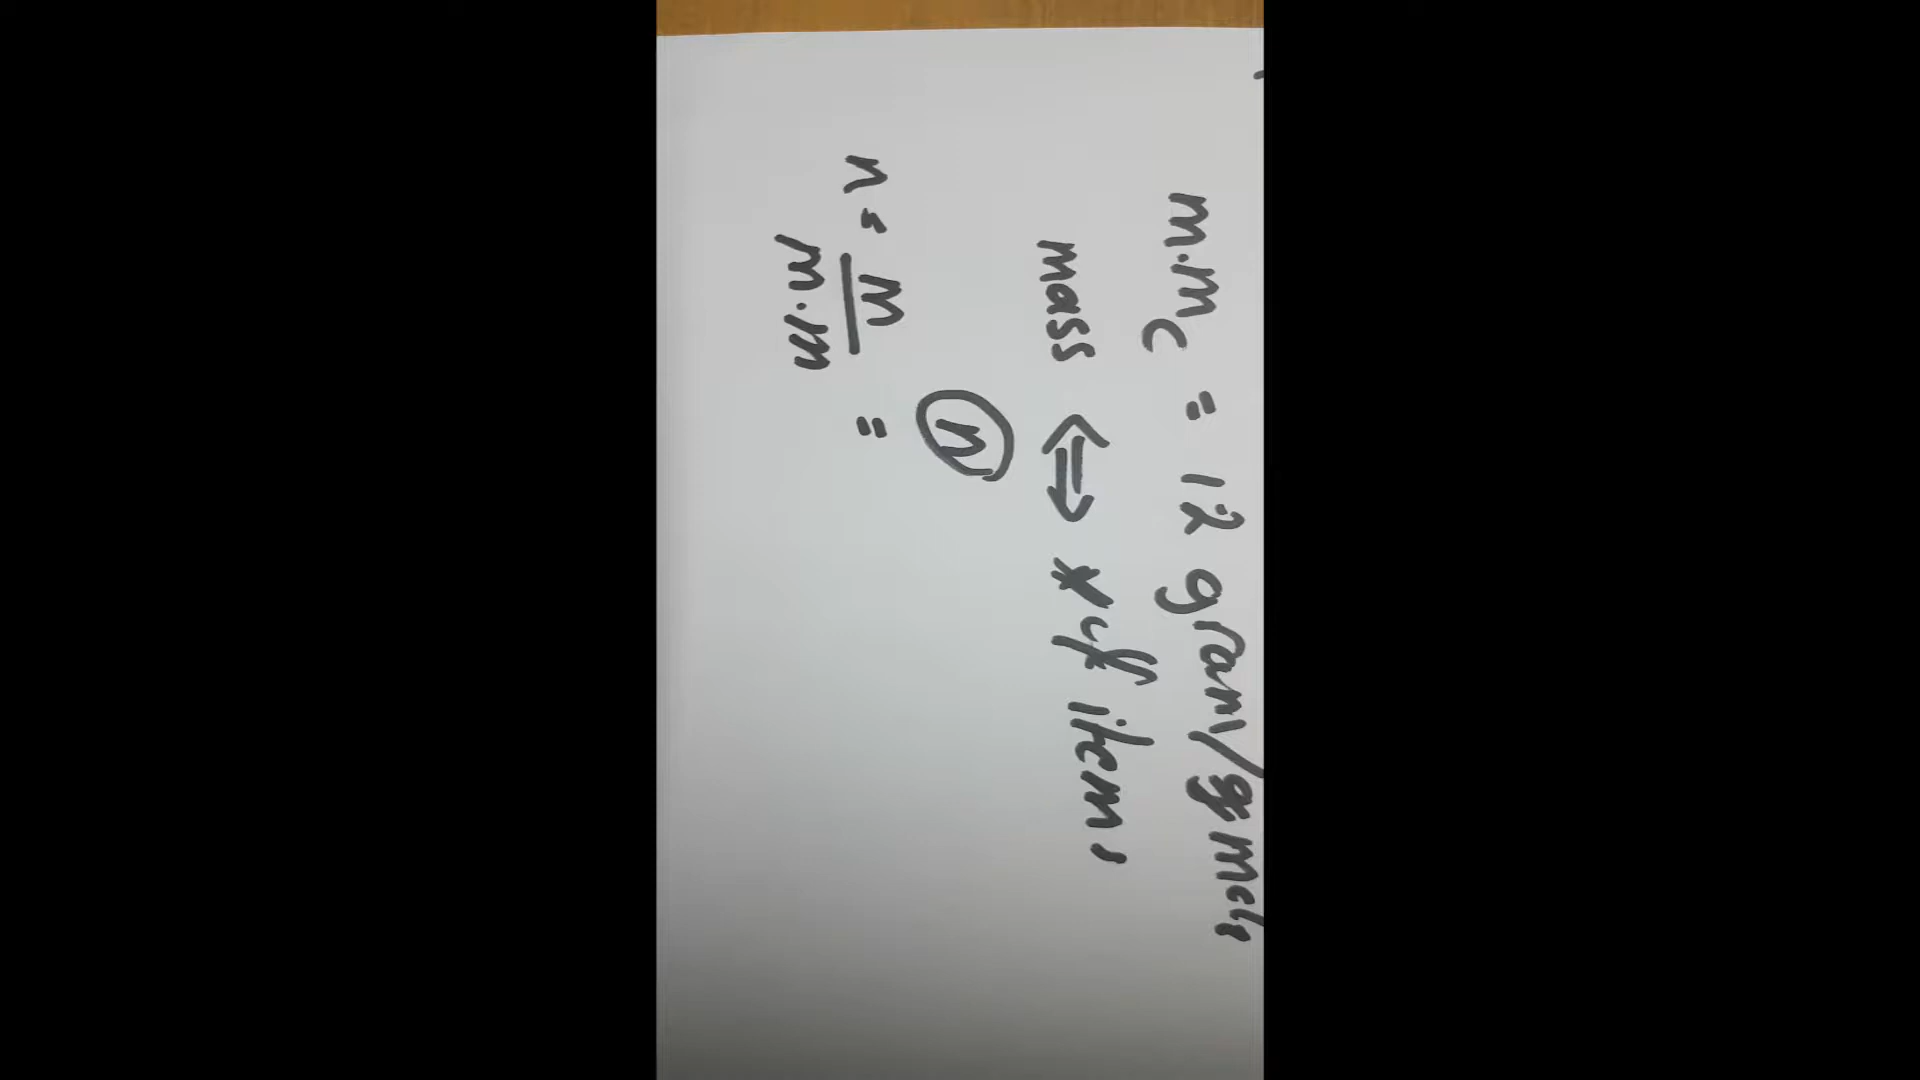 m.m_c = 12 gram/gmole
mass ⇔ # of items
n
n = m/m.m =